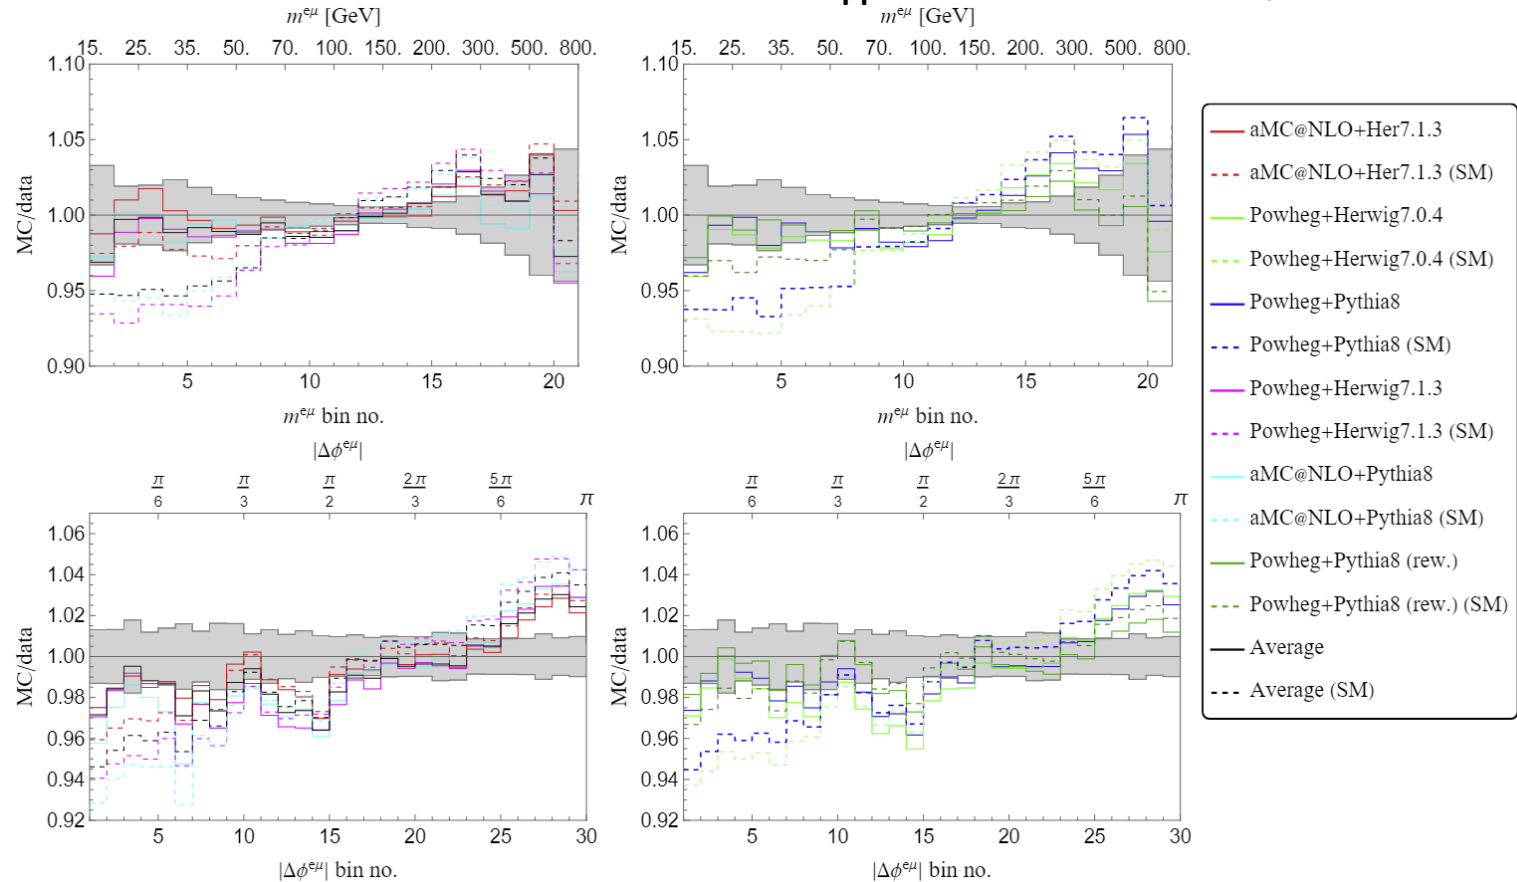 m^{eμ} [GeV]
15. 25. 35. 50. 70. 100. 150. 200. 300. 500. 800.
1.10
1.05
1.00
0.95
0.90
MC/data
5 10 15 20
m^{eμ} bin no.
m^{eμ} [GeV]
15. 25. 35. 50. 70. 100. 150. 200. 300. 500. 800.
1.10
1.05
1.00
0.95
0.90
MC/data
5 10 15 20
m^{eμ} bin no.
|Δϕ^{eμ}|
π/6 π/3 π/2 2π/3 5π/6 π
1.06
1.04
1.02
1.00
0.98
0.96
0.94
0.92
MC/data
5 10 15 20 25 30
|Δϕ^{eμ}| bin no.
|Δϕ^{eμ}|
π/6 π/3 π/2 2π/3 5π/6 π
1.06
1.04
1.02
1.00
0.98
0.96
0.94
0.92
MC/data
5 10 15 20 25 30
|Δϕ^{eμ}| bin no.
aMC@NLO+Her7.1.3
aMC@NLO+Her7.1.3 (SM)
Powheg+Herwig7.0.4
Powheg+Herwig7.0.4 (SM)
Powheg+Pythia8
Powheg+Pythia8 (SM)
Powheg+Herwig7.1.3
Powheg+Herwig7.1.3 (SM)
aMC@NLO+Pythia8
aMC@NLO+Pythia8 (SM)
Powheg+Pythia8 (rew.)
Powheg+Pythia8 (rew.) (SM)
Average
Average (SM)